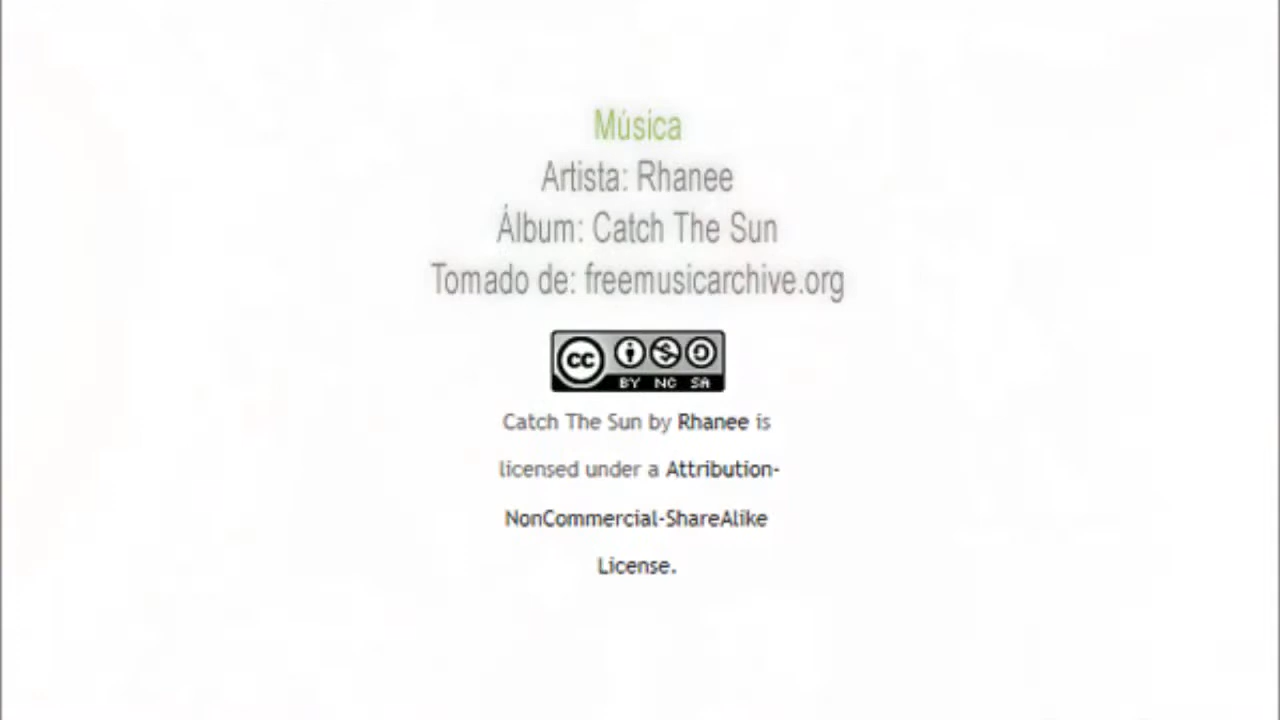 Música
Artista: Rhanee
Álbum: Catch The Sun
Tomado de: freemusicarchive.org
cc BY NC SA
Catch The Sun by Rhanee is
licensed under a Attribution-
NonCommercial-ShareAlike
License.